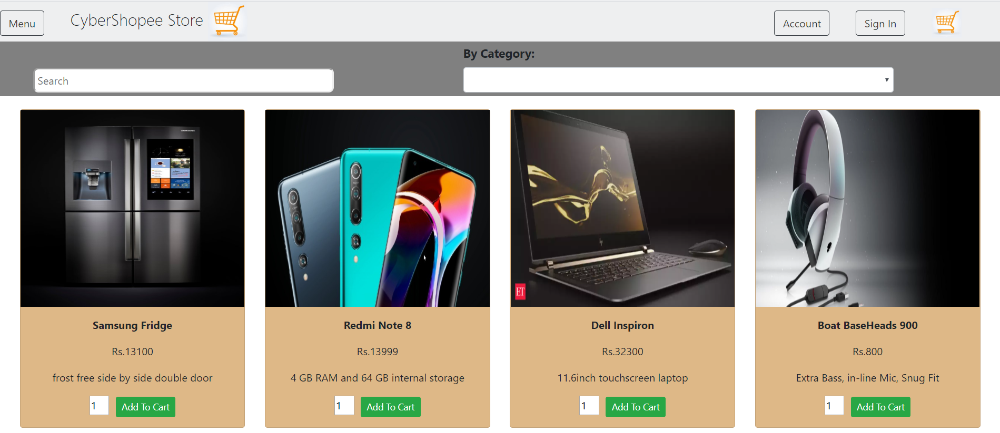 Menu
CyberShopee Store
Account
Sign In
By Category:
Search
SAMSUNG
hp
ET
Samsung Fridge
Redmi Note 8
Dell Inspiron
Boat BaseHeads 900
Rs.13100
Rs.13999
Rs.32300
Rs.800
frost free side by side double door
4 GB RAM and 64 GB internal storage
11.6inch touchscreen laptop
Extra Bass, in-line Mic, Snug Fit
1 Add To Cart
1 Add To Cart
1 Add To Cart
1 Add To Cart